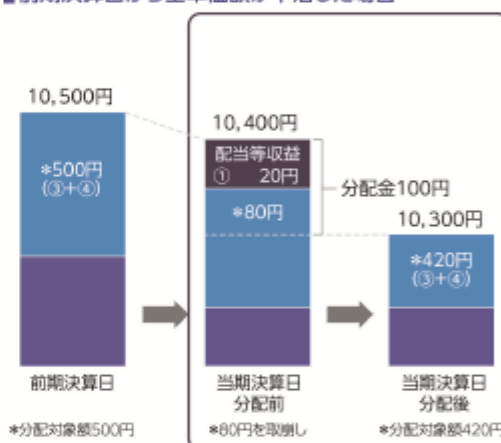 10,500円
*500円
(③+④)
前期決算日
*分配対象額500円
10,400円
配当等収益
① 20円
*80円
分配金100円
当期決算日
分配前
*80円を取崩し
10,300円
*420円
(③+④)
当期決算日
分配後
*分配対象額420円